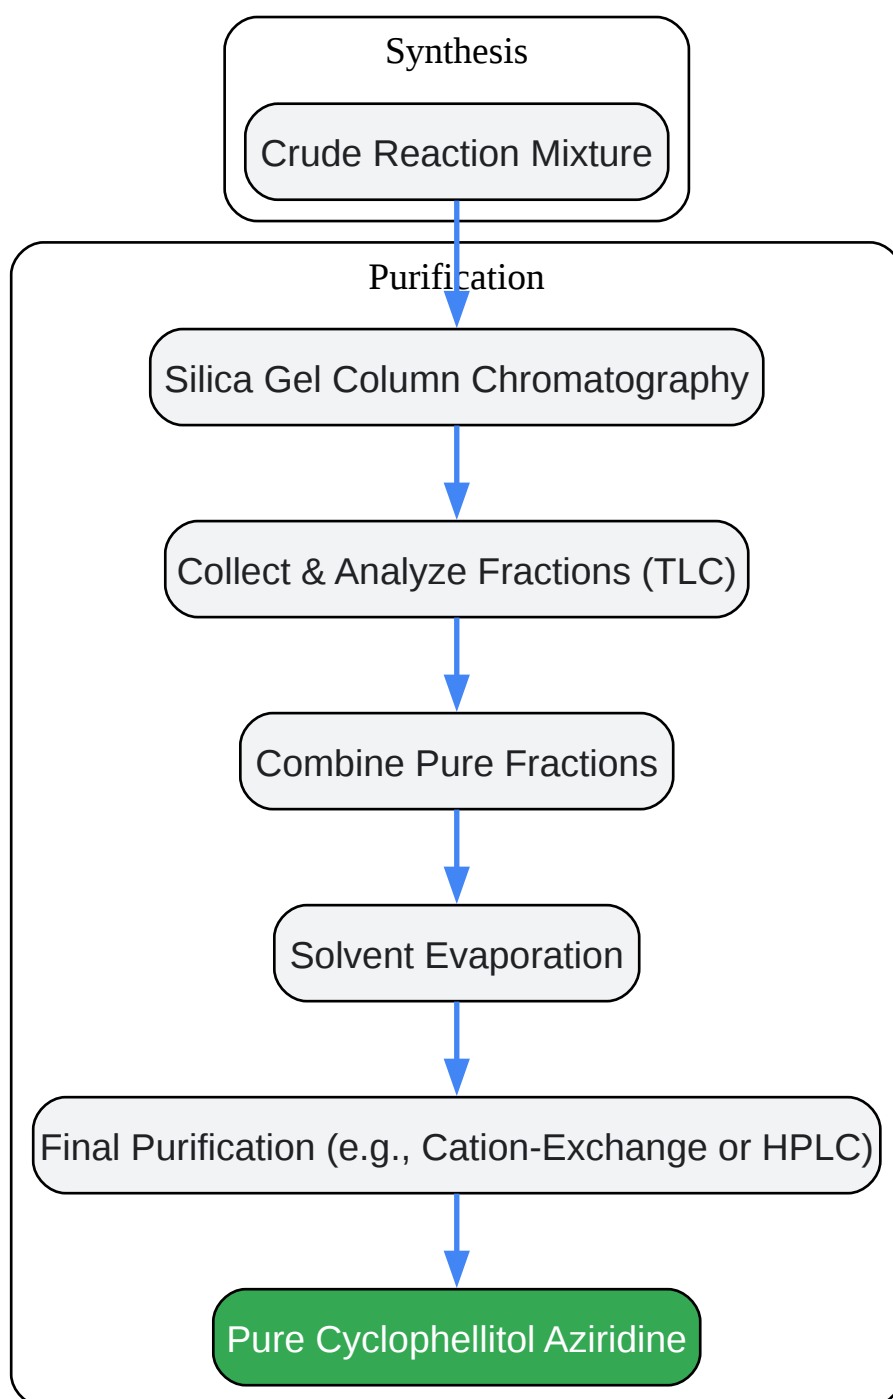 Synthesis
Crude Reaction Mixture
Purification
Silica Gel Column Chromatography
Collect & Analyze Fractions (TLC)
Combine Pure Fractions
Solvent Evaporation
Final Purification (e.g., Cation-Exchange or HPLC)
Pure Cyclophellitol Aziridine